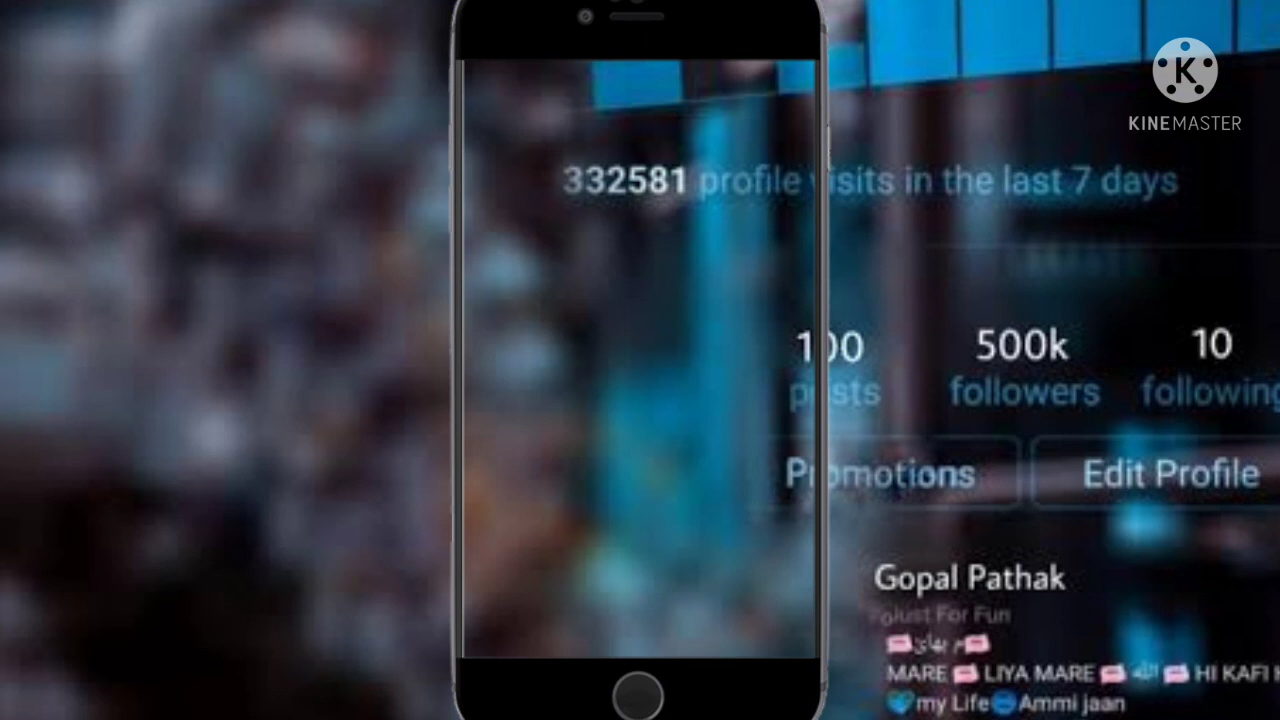 KINEMASTER
332581 profile visits in the last 7 days
100 500k 10
posts followers following
Promotions Edit Profile
Gopal Pathak
Just For Fun
MARE LIYA MARE الله HI KAFI
💙my Life🔵Ammi jaan